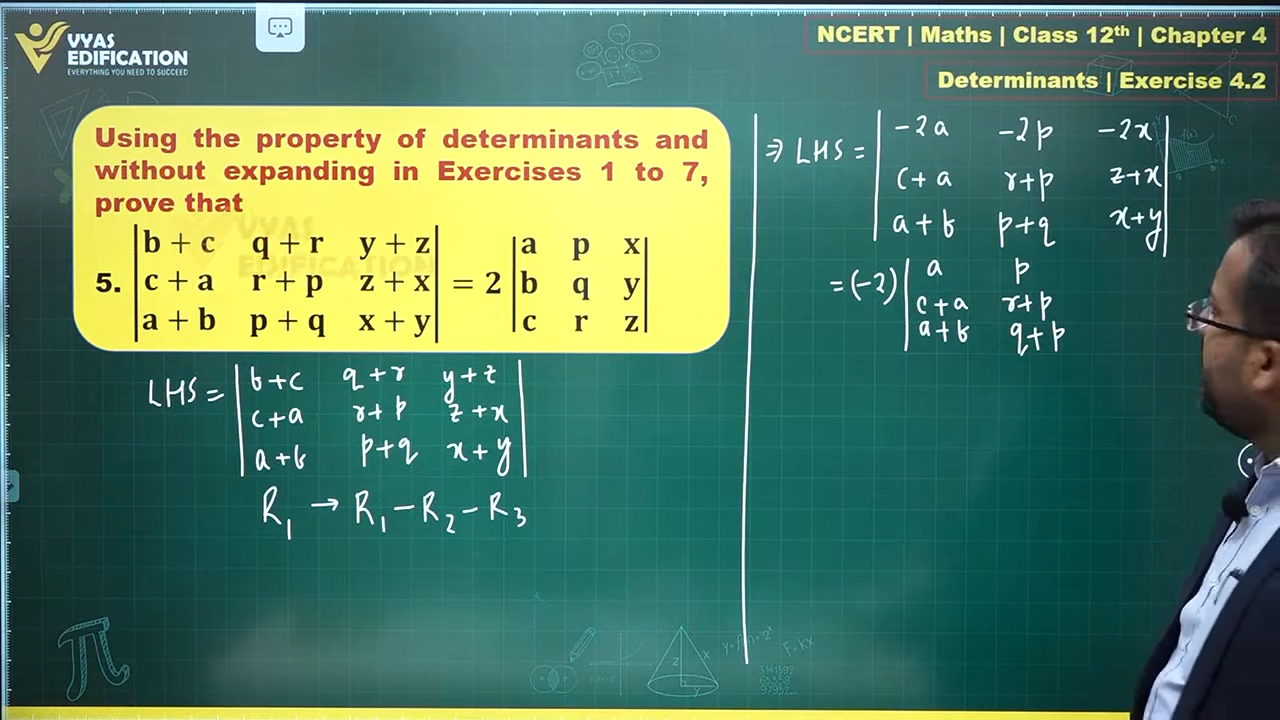 VYAS
EDIFICATION
EVERYTHING YOU NEED TO SUCCEED
NCERT | Maths | Class 12th | Chapter 4
Determinants | Exercise 4.2
Using the property of determinants and
without expanding in Exercises 1 to 7,
prove that
|b + c q + r y + z|
5. |c + a r + p z + x| = 2 |a p x|
|b q y|
|a + b p + q x + y| |c r z|
LHS = |b+c q+r y+z|
|c+a r+p z+x|
|a+b p+q x+y|
R₁ → R₁ - R₂ - R₃
⇒ LHS = |-2a -2p -2x|
|c+a r+p z+x|
|a+b p+q x+y|
= (-2) |a p
|c+a r+p
|a+b q+p